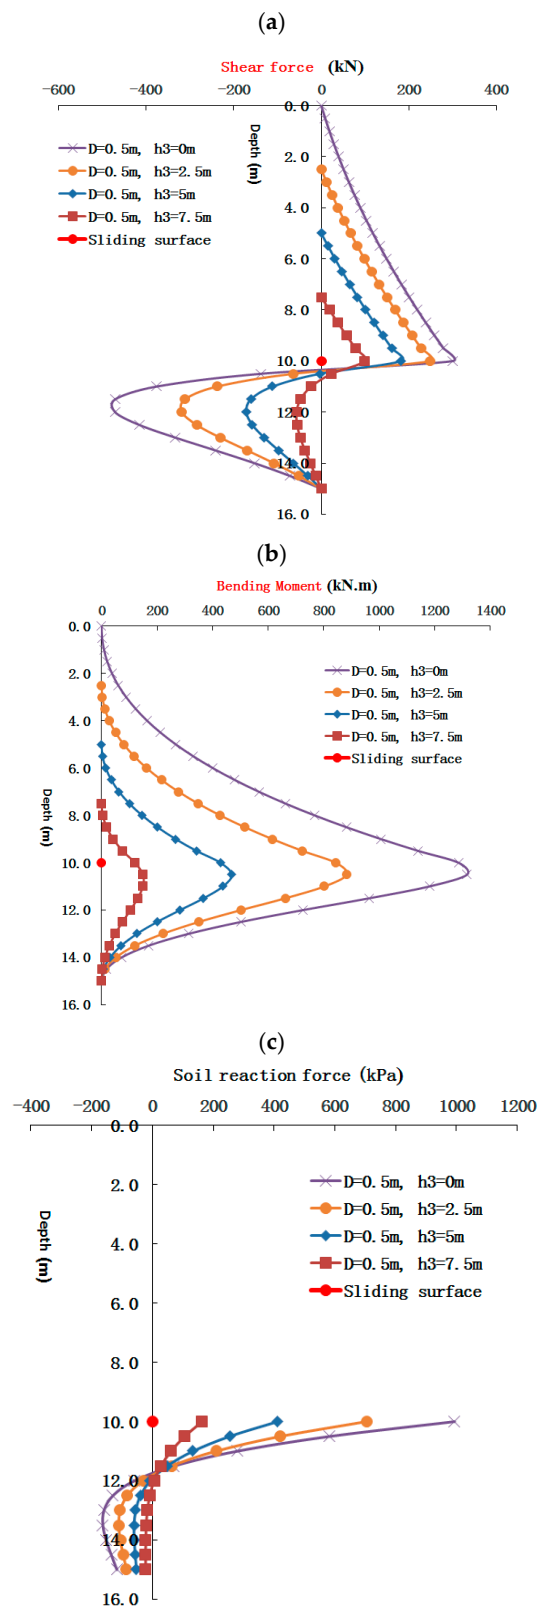 (a)
Shear force (kN)
-600 -400 -200 0 200 400
0.0
2.0
4.0
6.0
8.0
10.0
12.0
14.0
16.0
Depth (m)
D=0.5m, h3=0m
D=0.5m, h3=2.5m
D=0.5m, h3=5m
D=0.5m, h3=7.5m
Sliding surface
(b)
Bending Moment (kN.m)
0 200 400 600 800 1000 1200 1400
0.0
2.0
4.0
6.0
8.0
10.0
12.0
14.0
16.0
Depth (m)
D=0.5m, h3=0m
D=0.5m, h3=2.5m
D=0.5m, h3=5m
D=0.5m, h3=7.5m
Sliding surface
(c)
Soil reaction force (kPa)
-400 -200 0 200 400 600 800 1000 1200
0.0
2.0
4.0
6.0
8.0
10.0
12.0
14.0
16.0
Depth (m)
D=0.5m, h3=0m
D=0.5m, h3=2.5m
D=0.5m, h3=5m
D=0.5m, h3=7.5m
Sliding surface